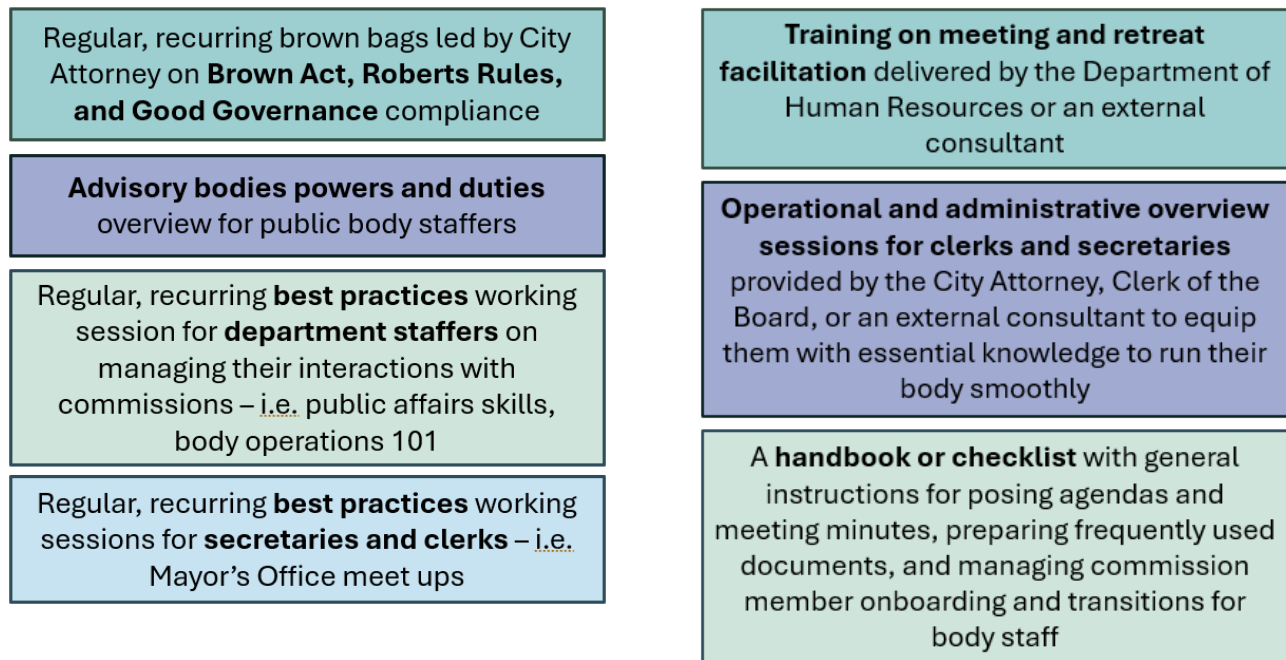 Regular, recurring brown bags led by City
Attorney on Brown Act, Roberts Rules,
and Good Governance compliance
Advisory bodies powers and duties
overview for public body staffers
Regular, recurring best practices working
session for department staffers on
managing their interactions with
commissions – i.e. public affairs skills,
body operations 101
Regular, recurring best practices working
sessions for secretaries and clerks – i.e.
Mayor’s Office meet ups
Training on meeting and retreat
facilitation delivered by the Department of
Human Resources or an external
consultant
Operational and administrative overview
sessions for clerks and secretaries
provided by the City Attorney, Clerk of the
Board, or an external consultant to equip
them with essential knowledge to run their
body smoothly
A handbook or checklist with general
instructions for posing agendas and
meeting minutes, preparing frequently used
documents, and managing commission
member onboarding and transitions for
body staff